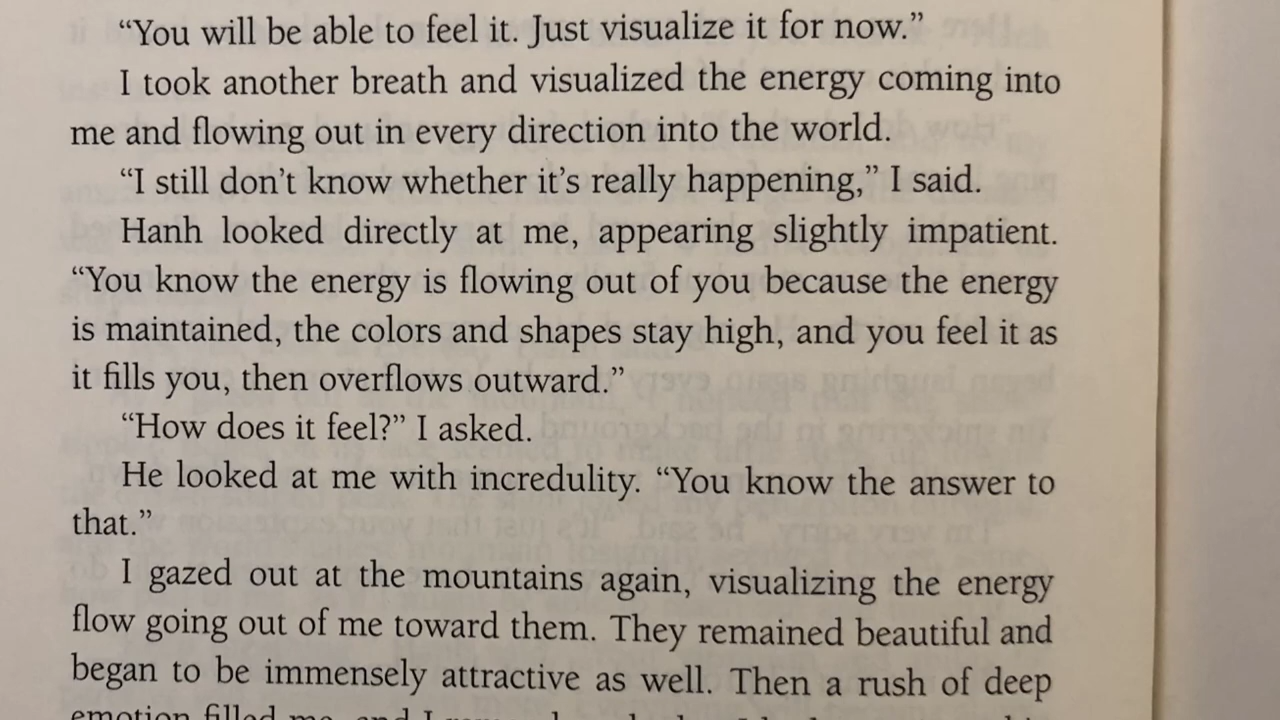 “You will be able to feel it. Just visualize it for now.”
I took another breath and visualized the energy coming into
me and flowing out in every direction into the world.
“I still don’t know whether it’s really happening,” I said.
Hanh looked directly at me, appearing slightly impatient.
“You know the energy is flowing out of you because the energy
is maintained, the colors and shapes stay high, and you feel it as
it fills you, then overflows outward.”
“How does it feel?” I asked.
He looked at me with incredulity. “You know the answer to
that.”
I gazed out at the mountains again, visualizing the energy
flow going out of me toward them. They remained beautiful and
began to be immensely attractive as well. Then a rush of deep
emotion filled me, and I